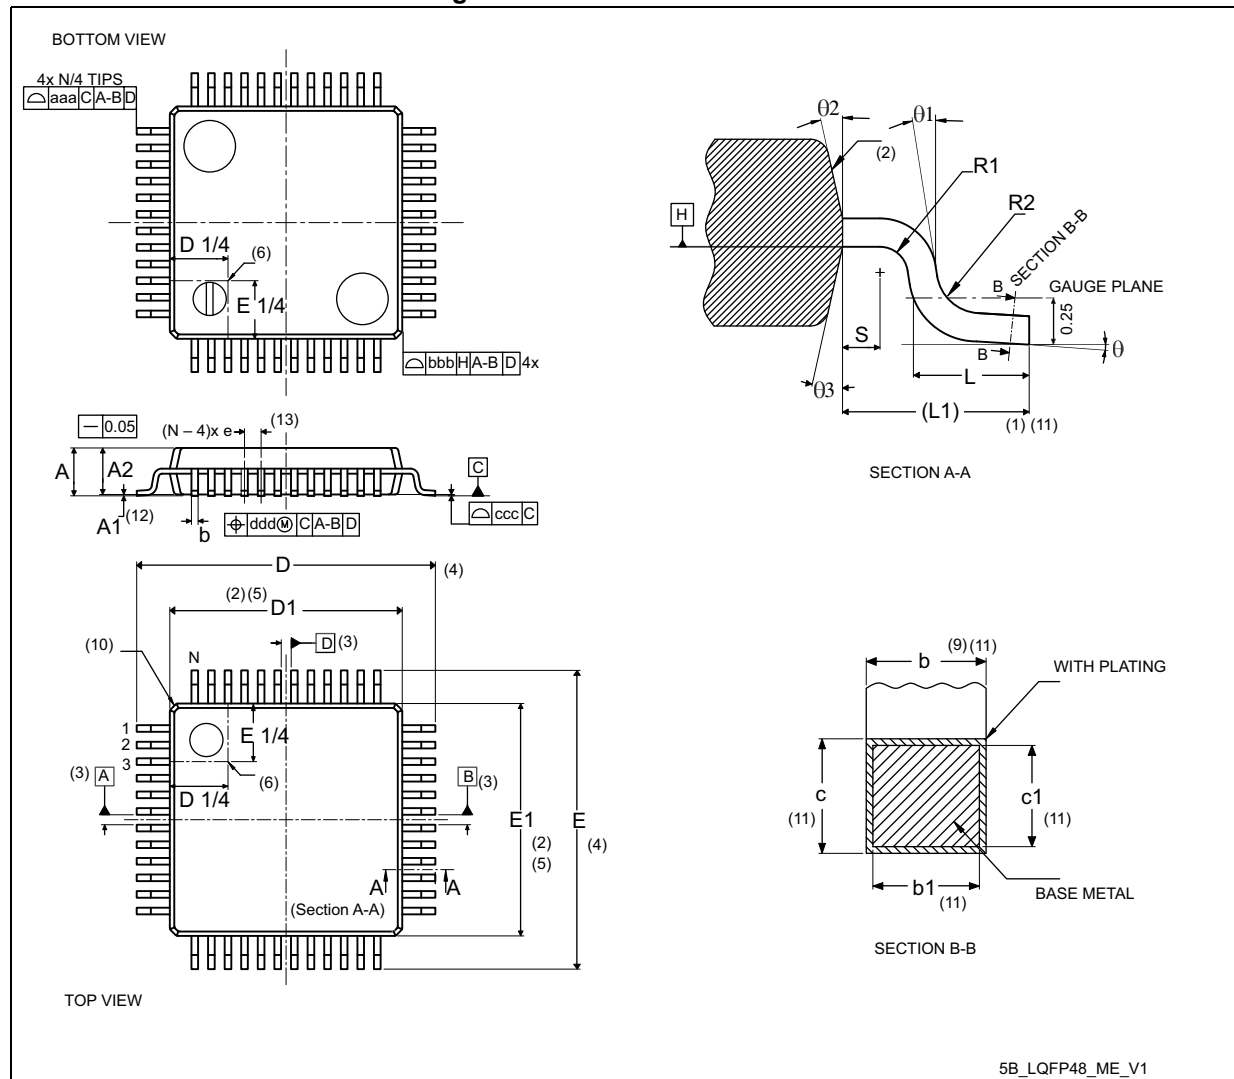 BOTTOM VIEW
4x N/4 TIPS
aaa C A-B D
D 1/4
(6)
E 1/4
bbb H A-B D 4x
0.05
(N – 4)x e
(13)
A
A2
A1
(12)
b
ddd Ⓜ C A-B D
C
ccc C
D
(4)
(2) (5)
D1
D (3)
(10)
N
1
2
3
E 1/4
(6)
D 1/4
(3) A
B (3)
E1
(2)
(5)
E
(4)
A
A
(Section A-A)
TOP VIEW
θ2
θ1
(2)
R1
R2
H
SECTION B-B
B
GAUGE PLANE
0.25
S
B
θ
L
θ3
(L1)
(1) (11)
SECTION A-A
b
(9) (11)
WITH PLATING
c
(11)
c1
(11)
b1
(11)
BASE METAL
SECTION B-B
5B_LQFP48_ME_V1